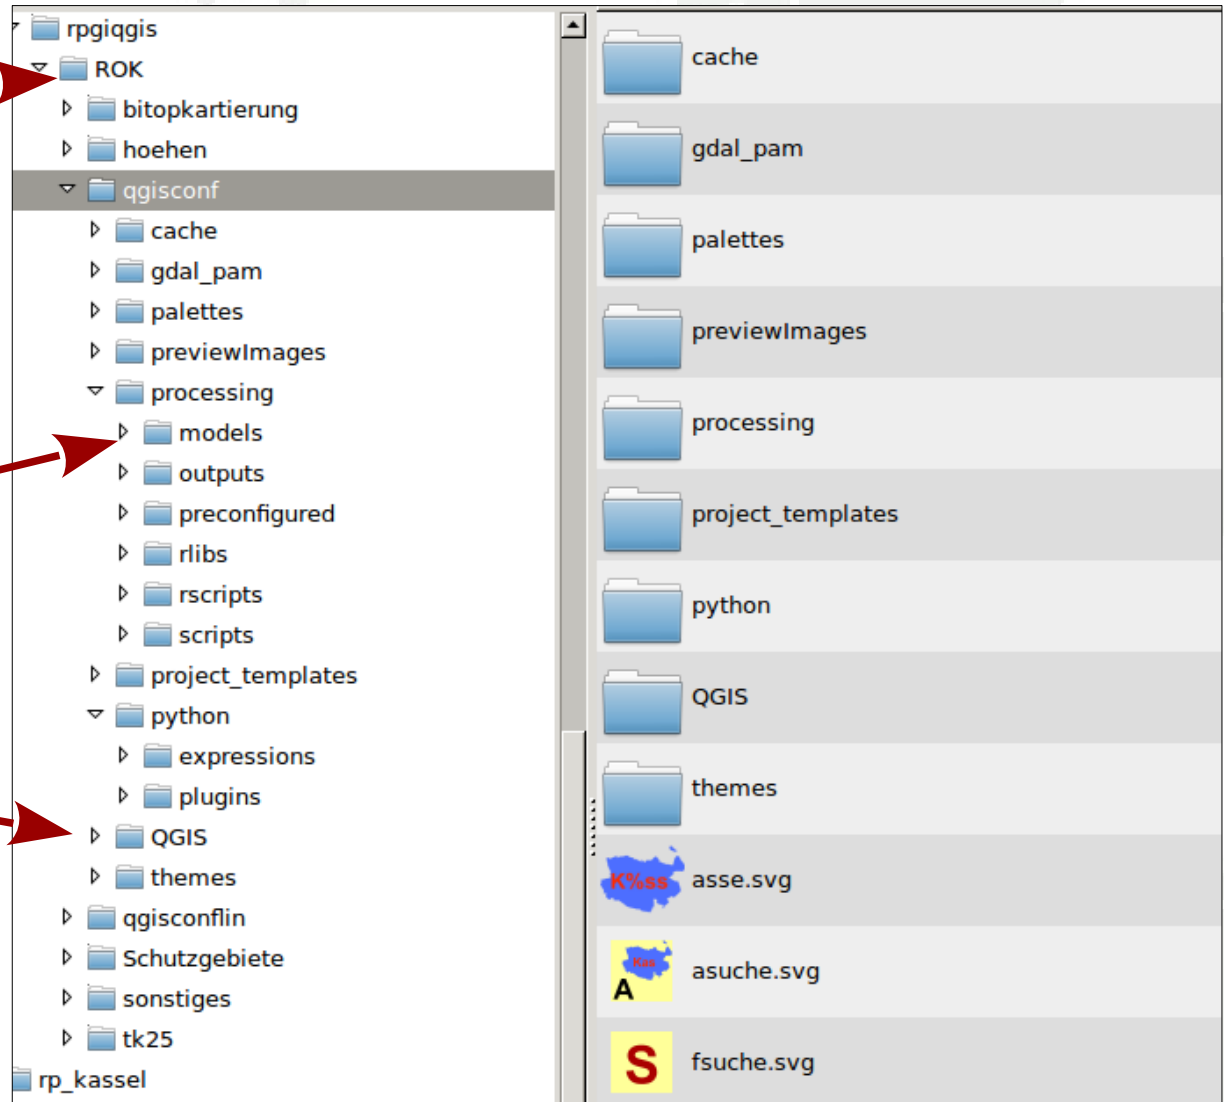 rpgiqgis
ROK
bitopkartierung
hoehen
qgisconf
cache
gdal_pam
palettes
previewImages
processing
models
outputs
preconfigured
rlibs
rscripts
scripts
project_templates
python
expressions
plugins
QGIS
themes
qgisconflin
Schutzgebiete
sonstiges
tk25
rp_kassel
cache
gdal_pam
palettes
previewImages
processing
project_templates
python
QGIS
themes
K%ss
asse.svg
Kas
A
asuche.svg
S
fsuche.svg